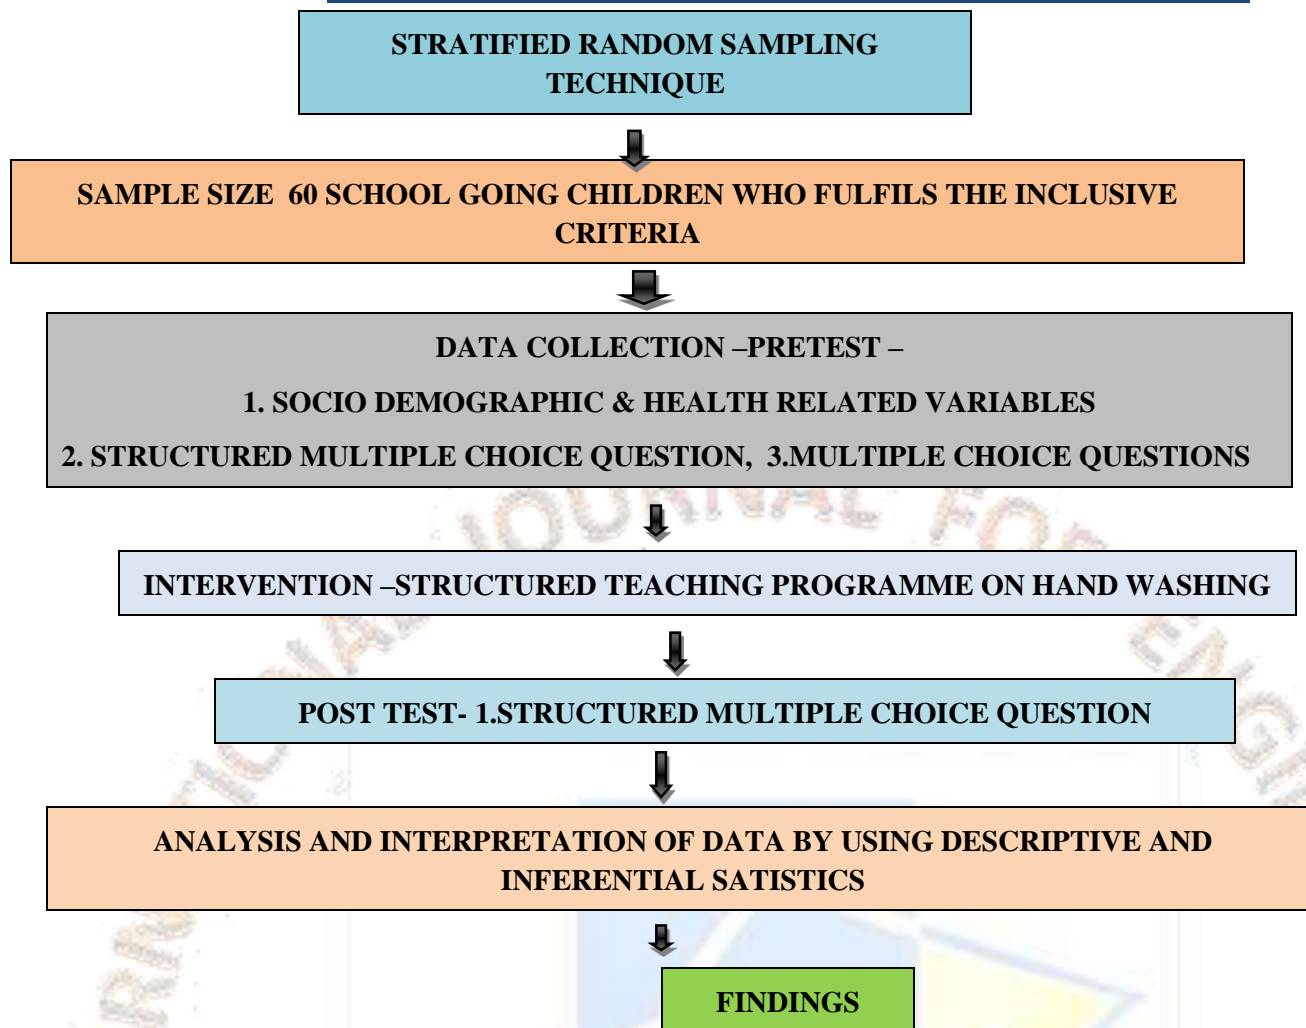 STRATIFIED RANDOM SAMPLING
TECHNIQUE
SAMPLE SIZE 60 SCHOOL GOING CHILDREN WHO FULFILS THE INCLUSIVE
CRITERIA
DATA COLLECTION –PRETEST –
1. SOCIO DEMOGRAPHIC & HEALTH RELATED VARIABLES
2. STRUCTURED MULTIPLE CHOICE QUESTION, 3.MULTIPLE CHOICE QUESTIONS
JOURNAL FOR
INTERVENTION –STRUCTURED TEACHING PROGRAMME ON HAND WASHING
POST TEST- 1.STRUCTURED MULTIPLE CHOICE QUESTION
ANALYSIS AND INTERPRETATION OF DATA BY USING DESCRIPTIVE AND
INFERENTIAL SATISTICS
FINDINGS